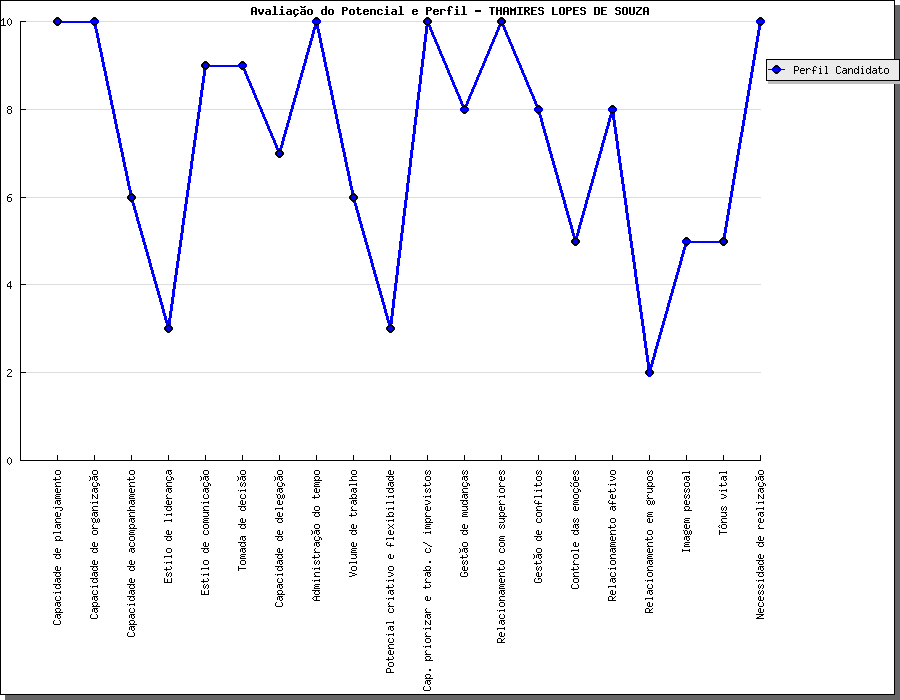 Avaliação do Potencial e Perfil - THAMIRES LOPES DE SOUZA
Perfil Candidato
10
8
6
4
2
0
Capacidade de planejamento
Capacidade de organização
Capacidade de acompanhamento
Estilo de liderança
Estilo de comunicação
Tomada de decisão
Capacidade de delegação
Administração do tempo
Volume de trabalho
Potencial criativo e flexibilidade
Cap. priorizar e trab. c/ imprevistos
Gestão de mudanças
Relacionamento com superiores
Gestão de conflitos
Controle das emoções
Relacionamento afetivo
Relacionamento em grupos
Imagem pessoal
Tônus vital
Necessidade de realização